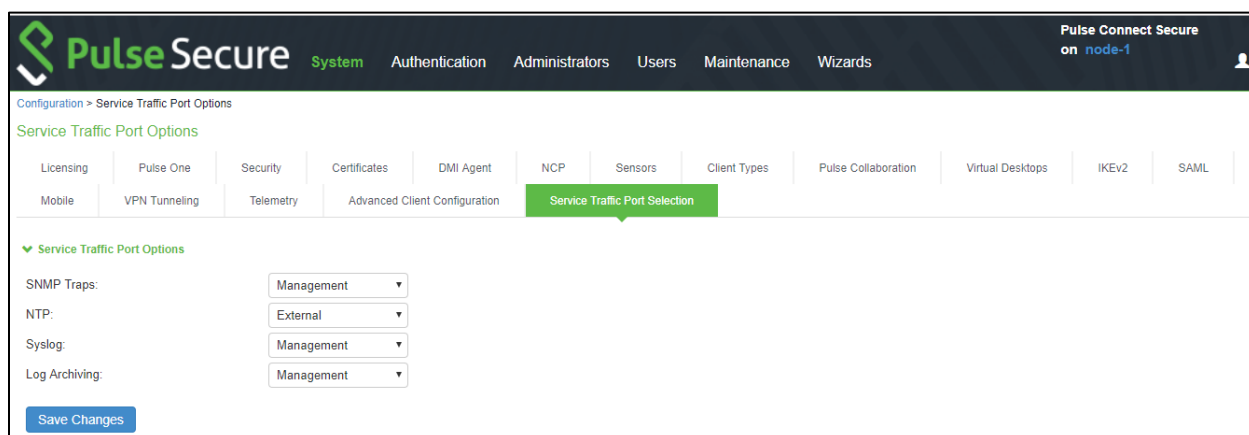 Pulse Connect Secure
on node-1
Pulse Secure System Authentication Administrators Users Maintenance Wizards
Configuration > Service Traffic Port Options
Service Traffic Port Options
Licensing Pulse One Security Certificates DMI Agent NCP Sensors Client Types Pulse Collaboration Virtual Desktops IKEv2 SAML
Mobile VPN Tunneling Telemetry Advanced Client Configuration Service Traffic Port Selection
Service Traffic Port Options
SNMP Traps: Management
NTP: External
Syslog: Management
Log Archiving: Management
Save Changes